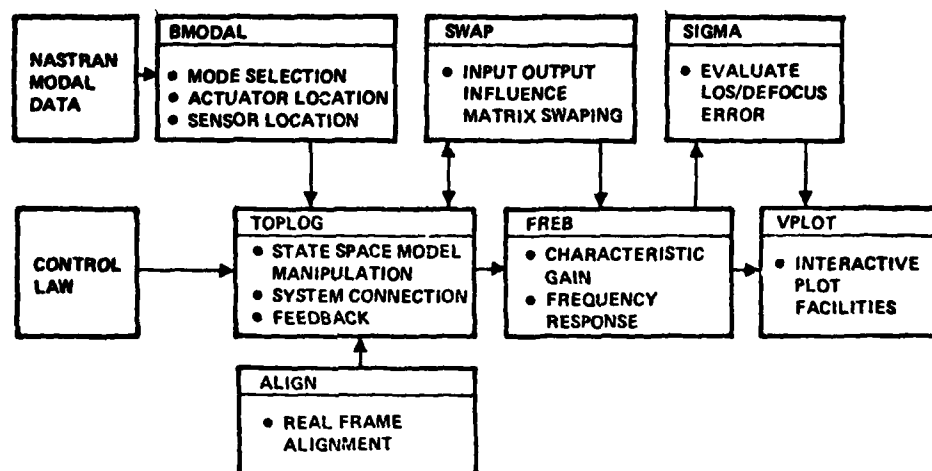 NASTRAN
MODAL
DATA
BMODAL
• MODE SELECTION
• ACTUATOR LOCATION
• SENSOR LOCATION
SWAP
• INPUT OUTPUT
INFLUENCE
MATRIX SWAPING
SIGMA
• EVALUATE
LOS/DEFOCUS
ERROR
CONTROL
LAW
TOPLOG
• STATE SPACE MODEL
MANIPULATION
• SYSTEM CONNECTION
• FEEDBACK
FREB
• CHARACTERISTIC
GAIN
• FREQUENCY
RESPONSE
VPLOT
• INTERACTIVE
PLOT
FACILITIES
ALIGN
• REAL FRAME
ALIGNMENT